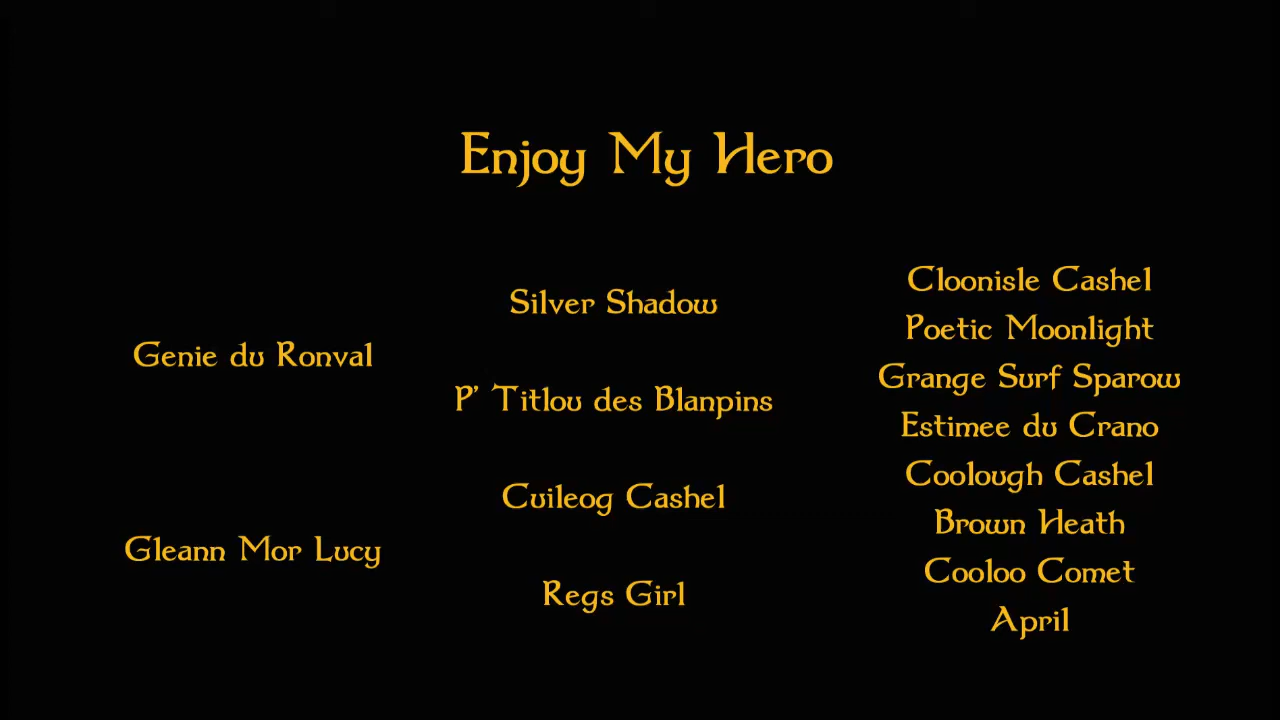 Enjoy My Hero
Genie du Ronval
Gleann Mor Lucy
Silver Shadow
P' Titlou des Blanpins
Cuileog Cashel
Regs Girl
Cloonisle Cashel
Poetic Moonlight
Grange Surf Sparow
Estimee du Crano
Coolough Cashel
Brown Heath
Cooloo Comet
April